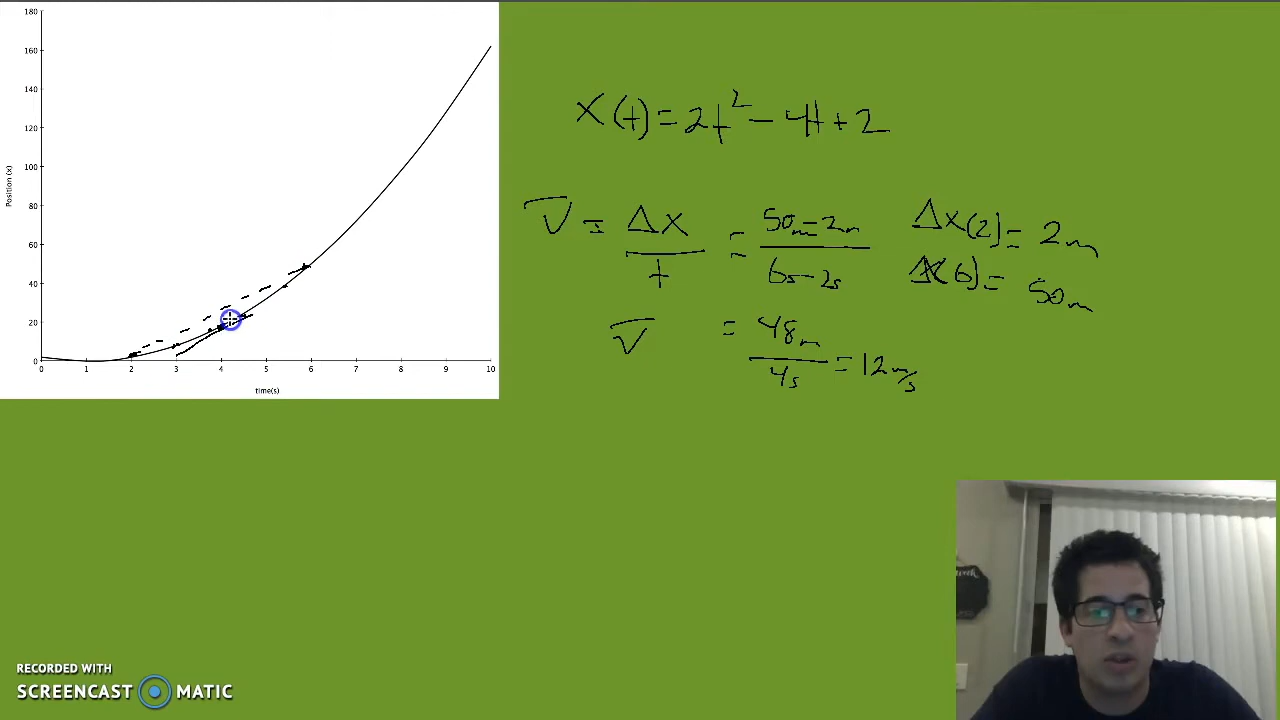 180
160
140
120
100
80
60
40
20
0
Position (x)
0 1 2 3 4 5 6 7 8 9 10
time(s)
X(t)=2t²-4t+2
V̄ = ΔX/t = 50m-2m/6s-2s
ΔX(2)=2m
ΔX(6)=50m
V̄ = 48m/4s = 12m/s
RECORDED WITH
SCREENCAST MATIC